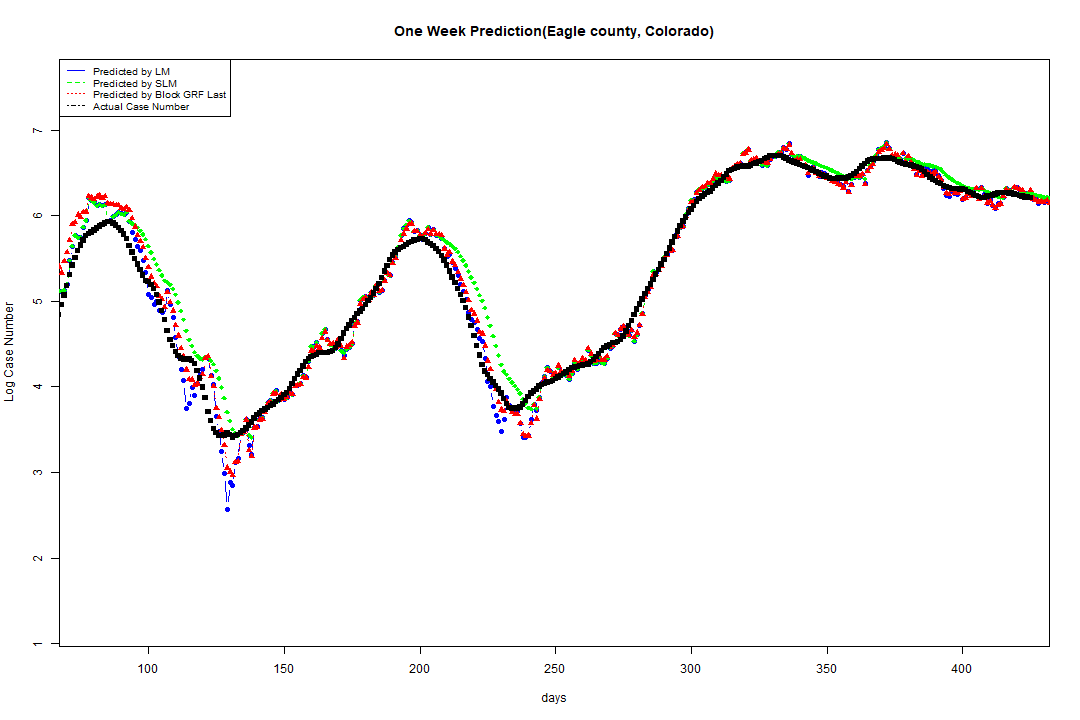 One Week Prediction(Eagle county, Colorado)
Predicted by LM
Predicted by SLM
Predicted by Block GRF Last
Actual Case Number
7
6
5
4
3
2
1
Log Case Number
100 150 200 250 300 350 400
days